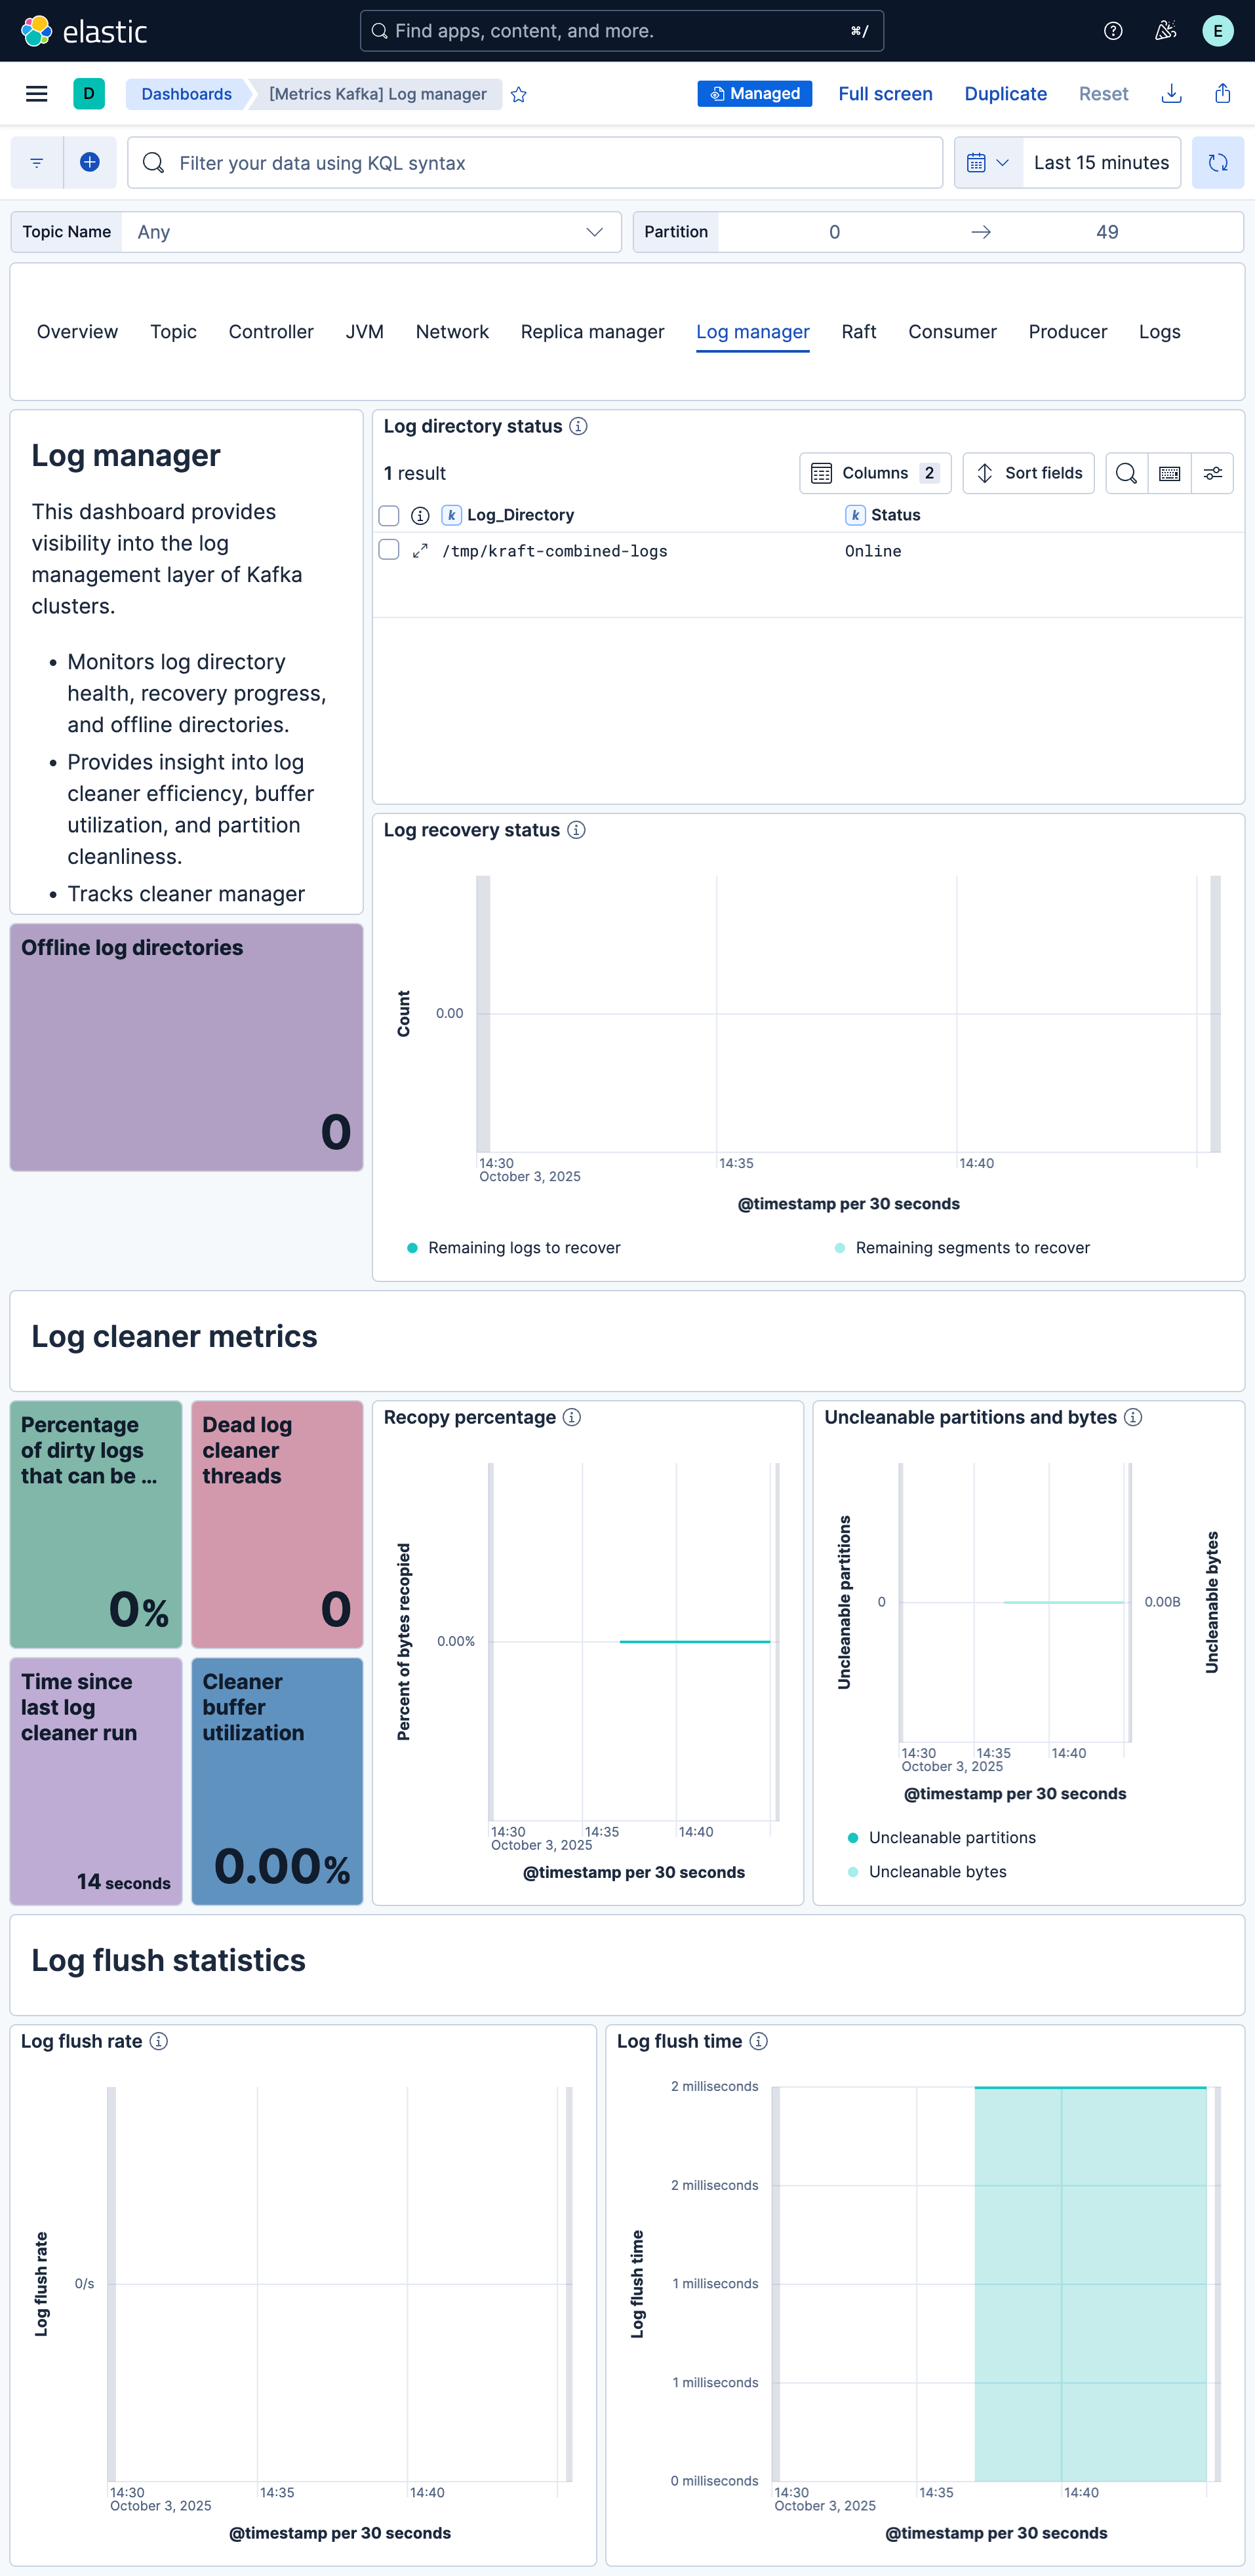 elastic
Find apps, content, and more.
⌘/
E
D
Dashboards
[Metrics Kafka] Log manager
Managed
Full screen
Duplicate
Reset
Filter your data using KQL syntax
Last 15 minutes
Topic Name
Any
Partition
0
→
49
Overview
Topic
Controller
JVM
Network
Replica manager
Log manager
Raft
Consumer
Producer
Logs
Log manager
This dashboard provides
visibility into the log
management layer of Kafka
clusters.
• Monitors log directory
health, recovery progress,
and offline directories.
• Provides insight into log
cleaner efficiency, buffer
utilization, and partition
cleanliness.
• Tracks cleaner manager
Log directory status
1 result
Columns 2
Sort fields
k Log_Directory
k Status
/tmp/kraft-combined-logs
Online
Offline log directories
0
Log recovery status
Count
0.00
14:30
October 3, 2025
14:35
14:40
@timestamp per 30 seconds
Remaining logs to recover
Remaining segments to recover
Log cleaner metrics
Percentage
of dirty logs
that can be ...
0%
Dead log
cleaner
threads
0
Time since
last log
cleaner run
14 seconds
Cleaner
buffer
utilization
0.00%
Recopy percentage
Percent of bytes recopied
0.00%
14:30
October 3, 2025
14:35
14:40
@timestamp per 30 seconds
Uncleanable partitions and bytes
Uncleanable partitions
0
0.00B
Uncleanable bytes
14:30
October 3, 2025
14:35
14:40
@timestamp per 30 seconds
Uncleanable partitions
Uncleanable bytes
Log flush statistics
Log flush rate
Log flush rate
0/s
14:30
October 3, 2025
14:35
14:40
@timestamp per 30 seconds
Log flush time
Log flush time
2 milliseconds
2 milliseconds
1 milliseconds
1 milliseconds
0 milliseconds
14:30
October 3, 2025
14:35
14:40
@timestamp per 30 seconds